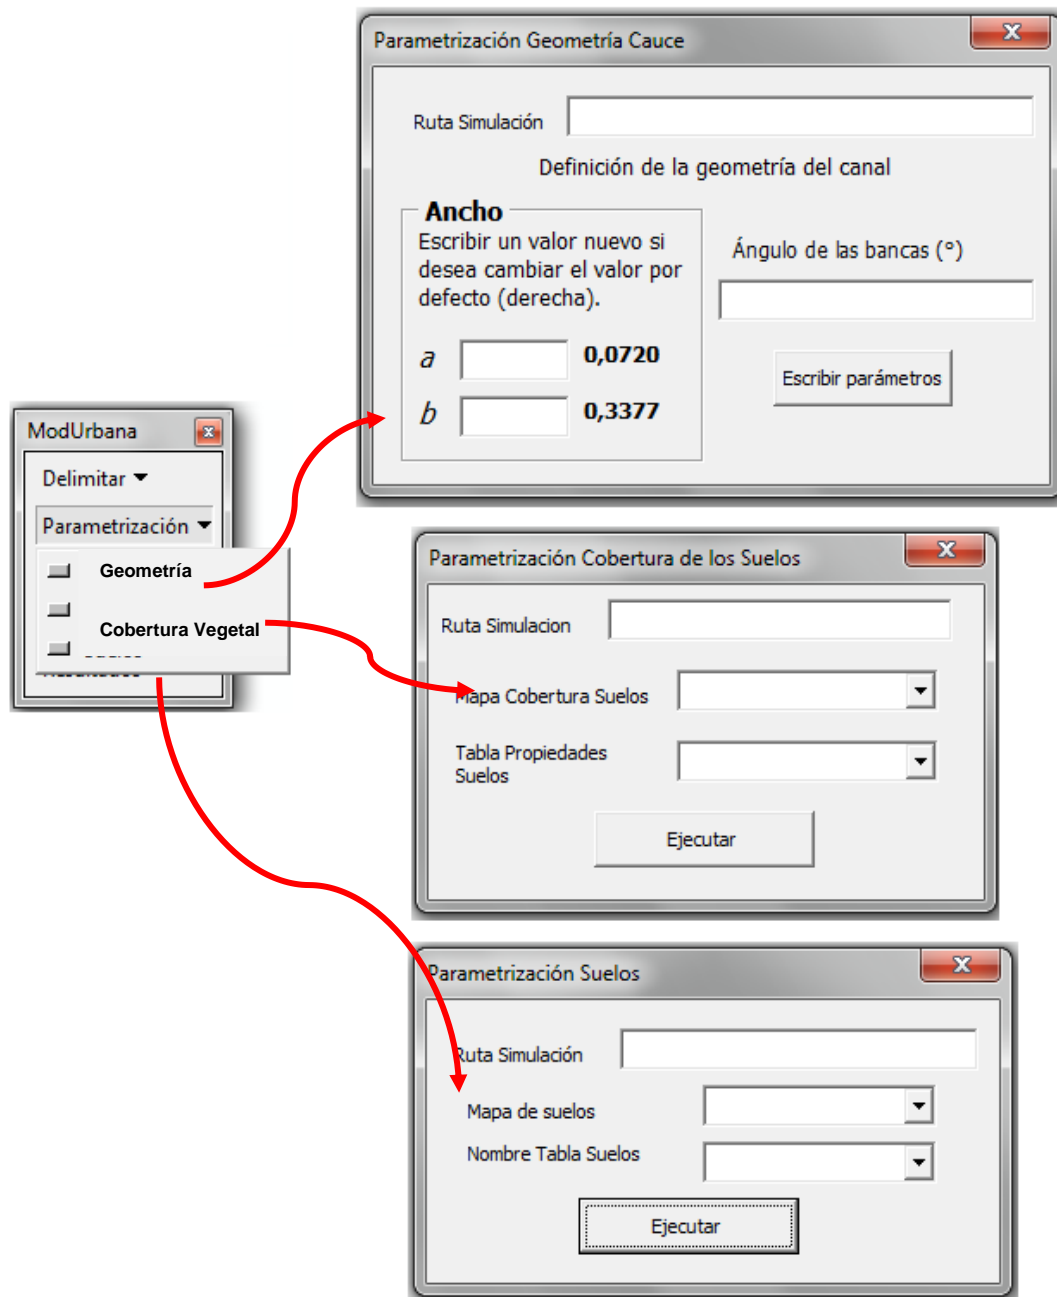 Parametrización Geometría Cauce
Ruta Simulación
Definición de la geometría del canal
Ancho
Escribir un valor nuevo si
desea cambiar el valor por
defecto (derecha).
a 0,0720
b 0,3377
Ángulo de las bancas (°)
Escribir parámetros
ModUrbana
Delimitar
Parametrización
Geometría
Cobertura Vegetal
Parametrización Cobertura de los Suelos
Ruta Simulacion
Mapa Cobertura Suelos
Tabla Propiedades
Suelos
Ejecutar
Parametrización Suelos
Ruta Simulación
Mapa de suelos
Nombre Tabla Suelos
Ejecutar